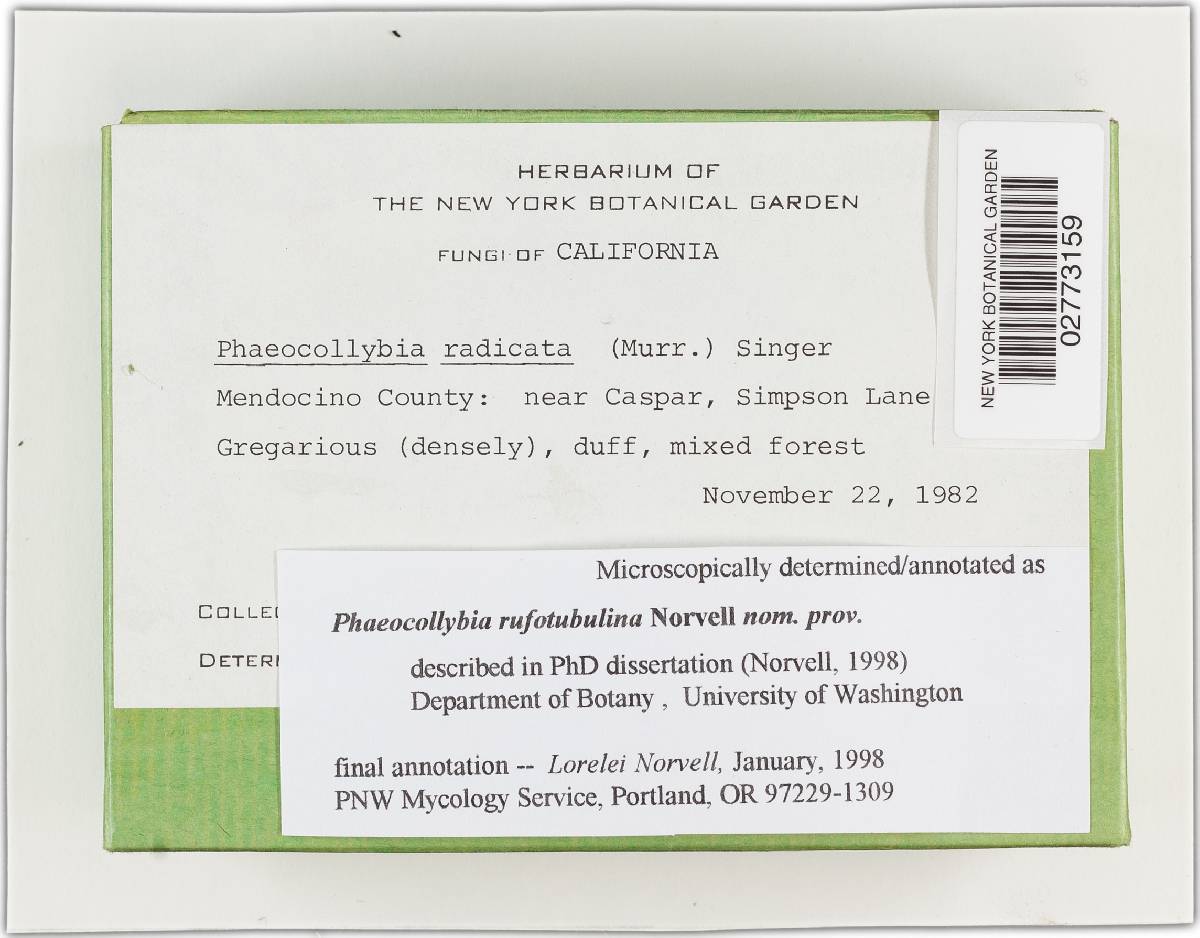 HERBARIUM OF
THE NEW YORK BOTANICAL GARDEN
FUNGI OF CALIFORNIA
Phaeocollybia radicata (Murr.) Singer
Mendocino County: near Caspar, Simpson Lane
Gregarious (densely), duff, mixed forest
November 22, 1982
NEW YORK BOTANICAL GARDEN
02773159
Microscopically determined/annotated as
Phaeocollybia rufotubulina Norvell nom. prov.
described in PhD dissertation (Norvell, 1998)
Department of Botany , University of Washington
final annotation -- Lorelei Norvell, January, 1998
PNW Mycology Service, Portland, OR 97229-1309